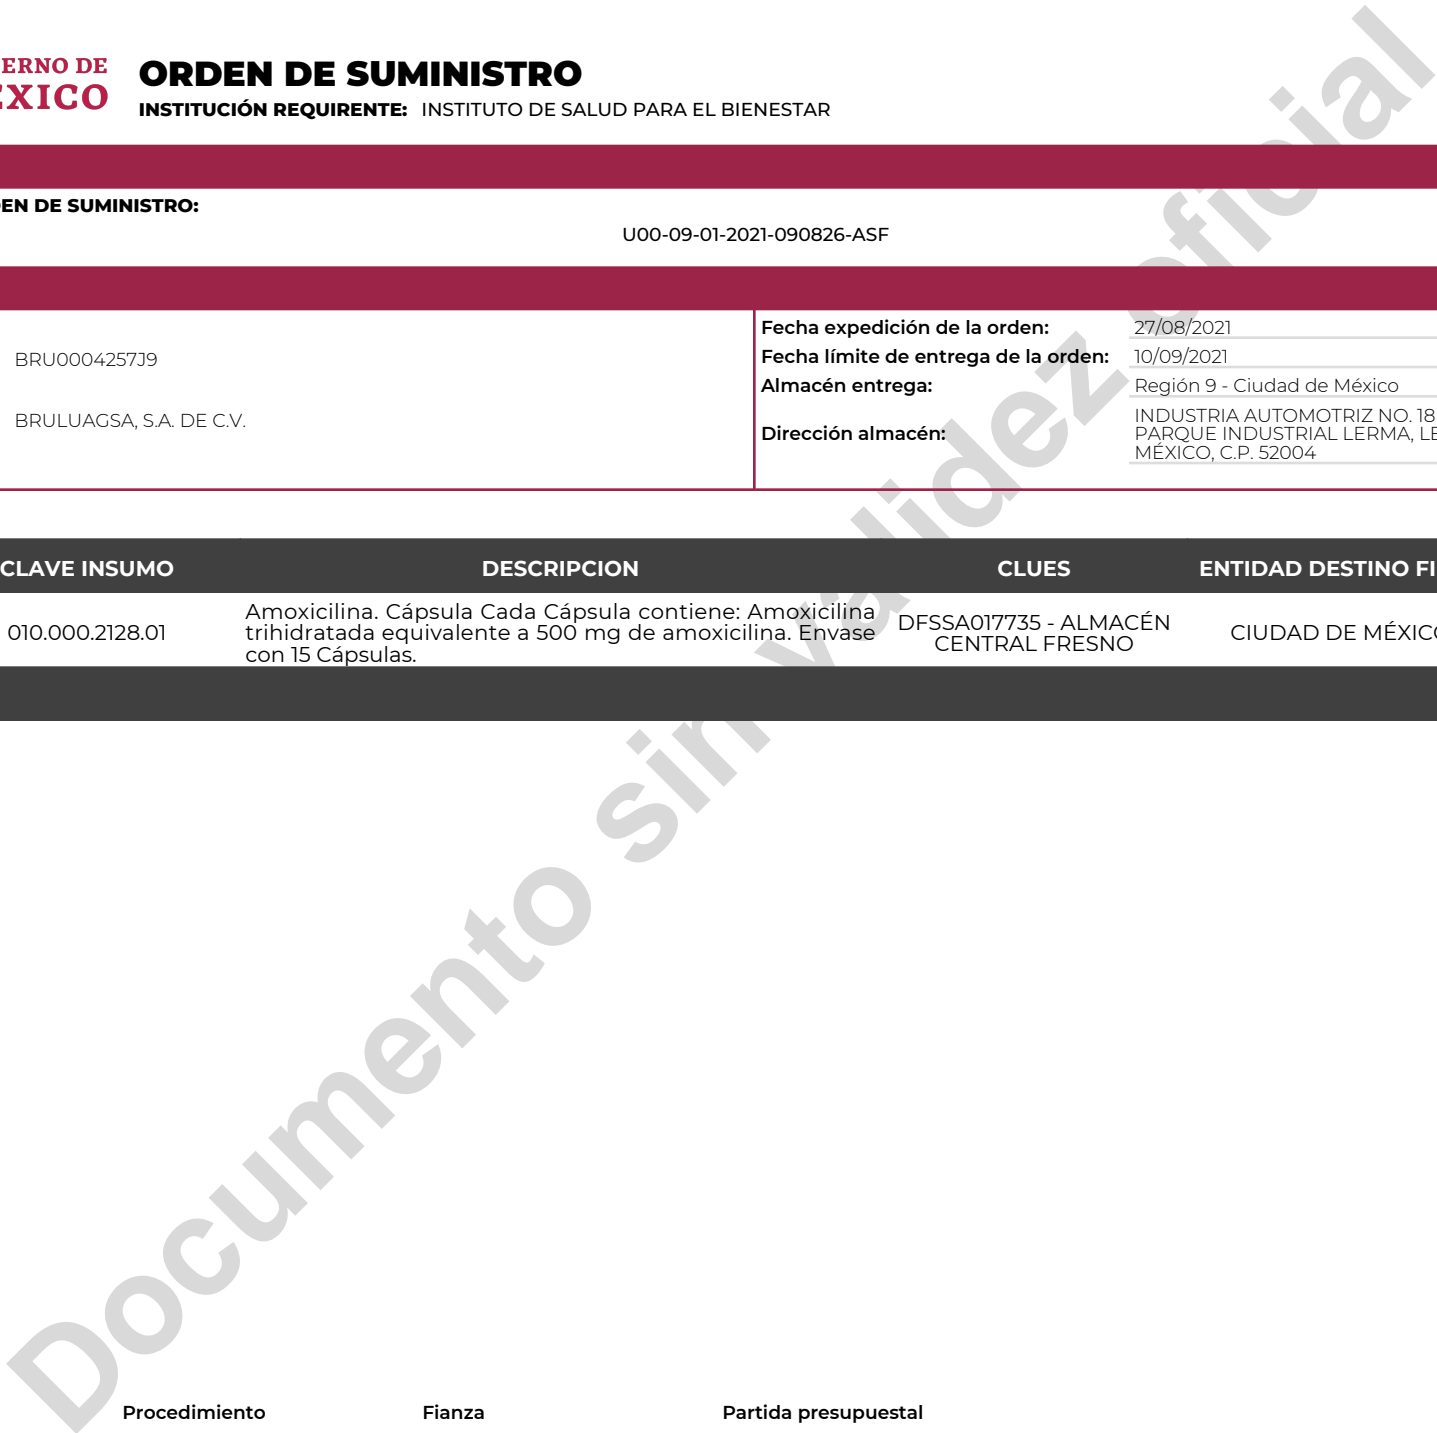 ERNO DE
EXICO
ORDEN DE SUMINISTRO
INSTITUCIÓN REQUIRENTE: INSTITUTO DE SALUD PARA EL BIENESTAR
EN DE SUMINISTRO:
U00-09-01-2021-090826-ASF
BRU0004257J9
BRULUAGSA, S.A. DE C.V.
Fecha expedición de la orden: 27/08/2021
Fecha límite de entrega de la orden: 10/09/2021
Almacén entrega: Región 9 - Ciudad de México
Dirección almacén:
INDUSTRIA AUTOMOTRIZ NO. 18
PARQUE INDUSTRIAL LERMA, LE
MÉXICO, C.P. 52004
CLAVE INSUMO DESCRIPCION CLUES ENTIDAD DESTINO FI
010.000.2128.01
Amoxicilina. Cápsula Cada Cápsula contiene: Amoxicilina
trihidratada equivalente a 500 mg de amoxicilina. Envase
con 15 Cápsulas.
DFSSA017735 - ALMACÉN
CENTRAL FRESNO
CIUDAD DE MÉXICO
Documento sin validez oficial
Procedimiento Fianza Partida presupuestal